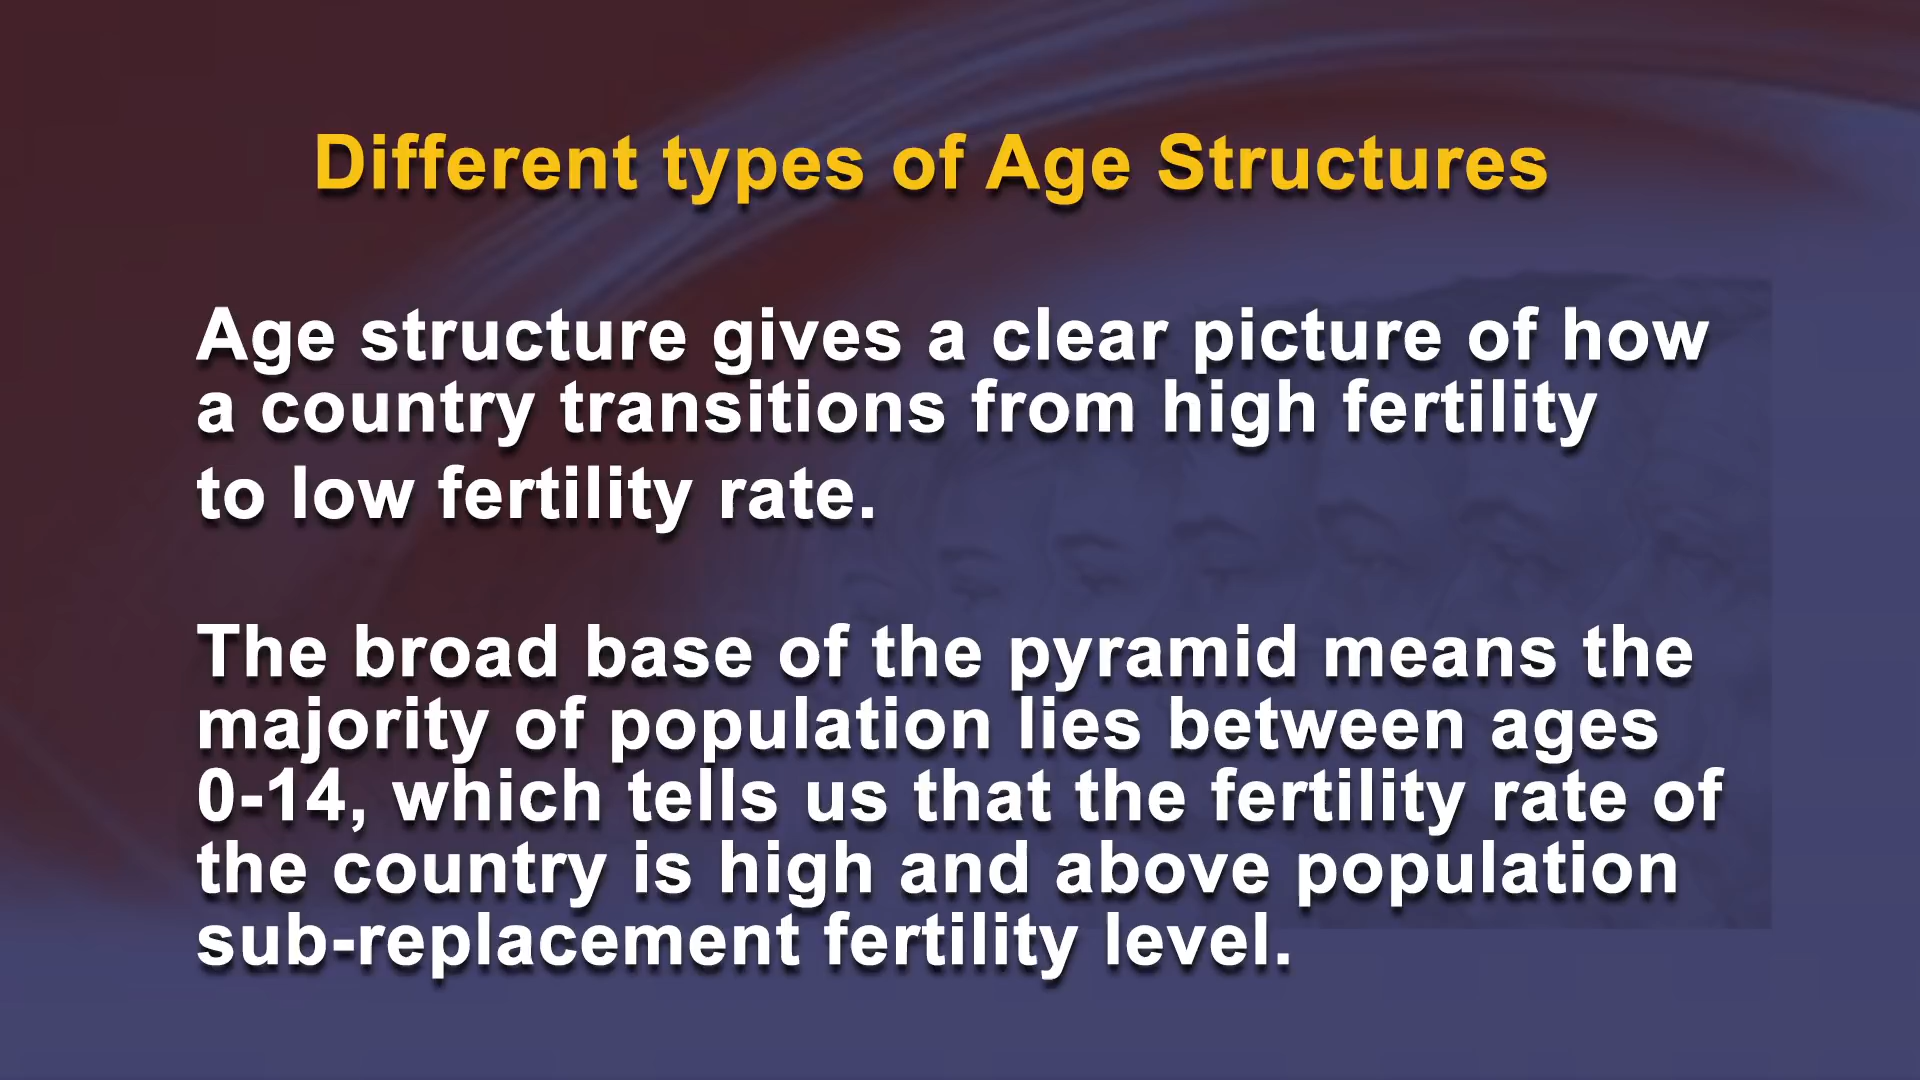 Different types of Age Structures
Age structure gives a clear picture of how
a country transitions from high fertility
to low fertility rate.
The broad base of the pyramid means the
majority of population lies between ages
0-14, which tells us that the fertility rate of
the country is high and above population
sub-replacement fertility level.